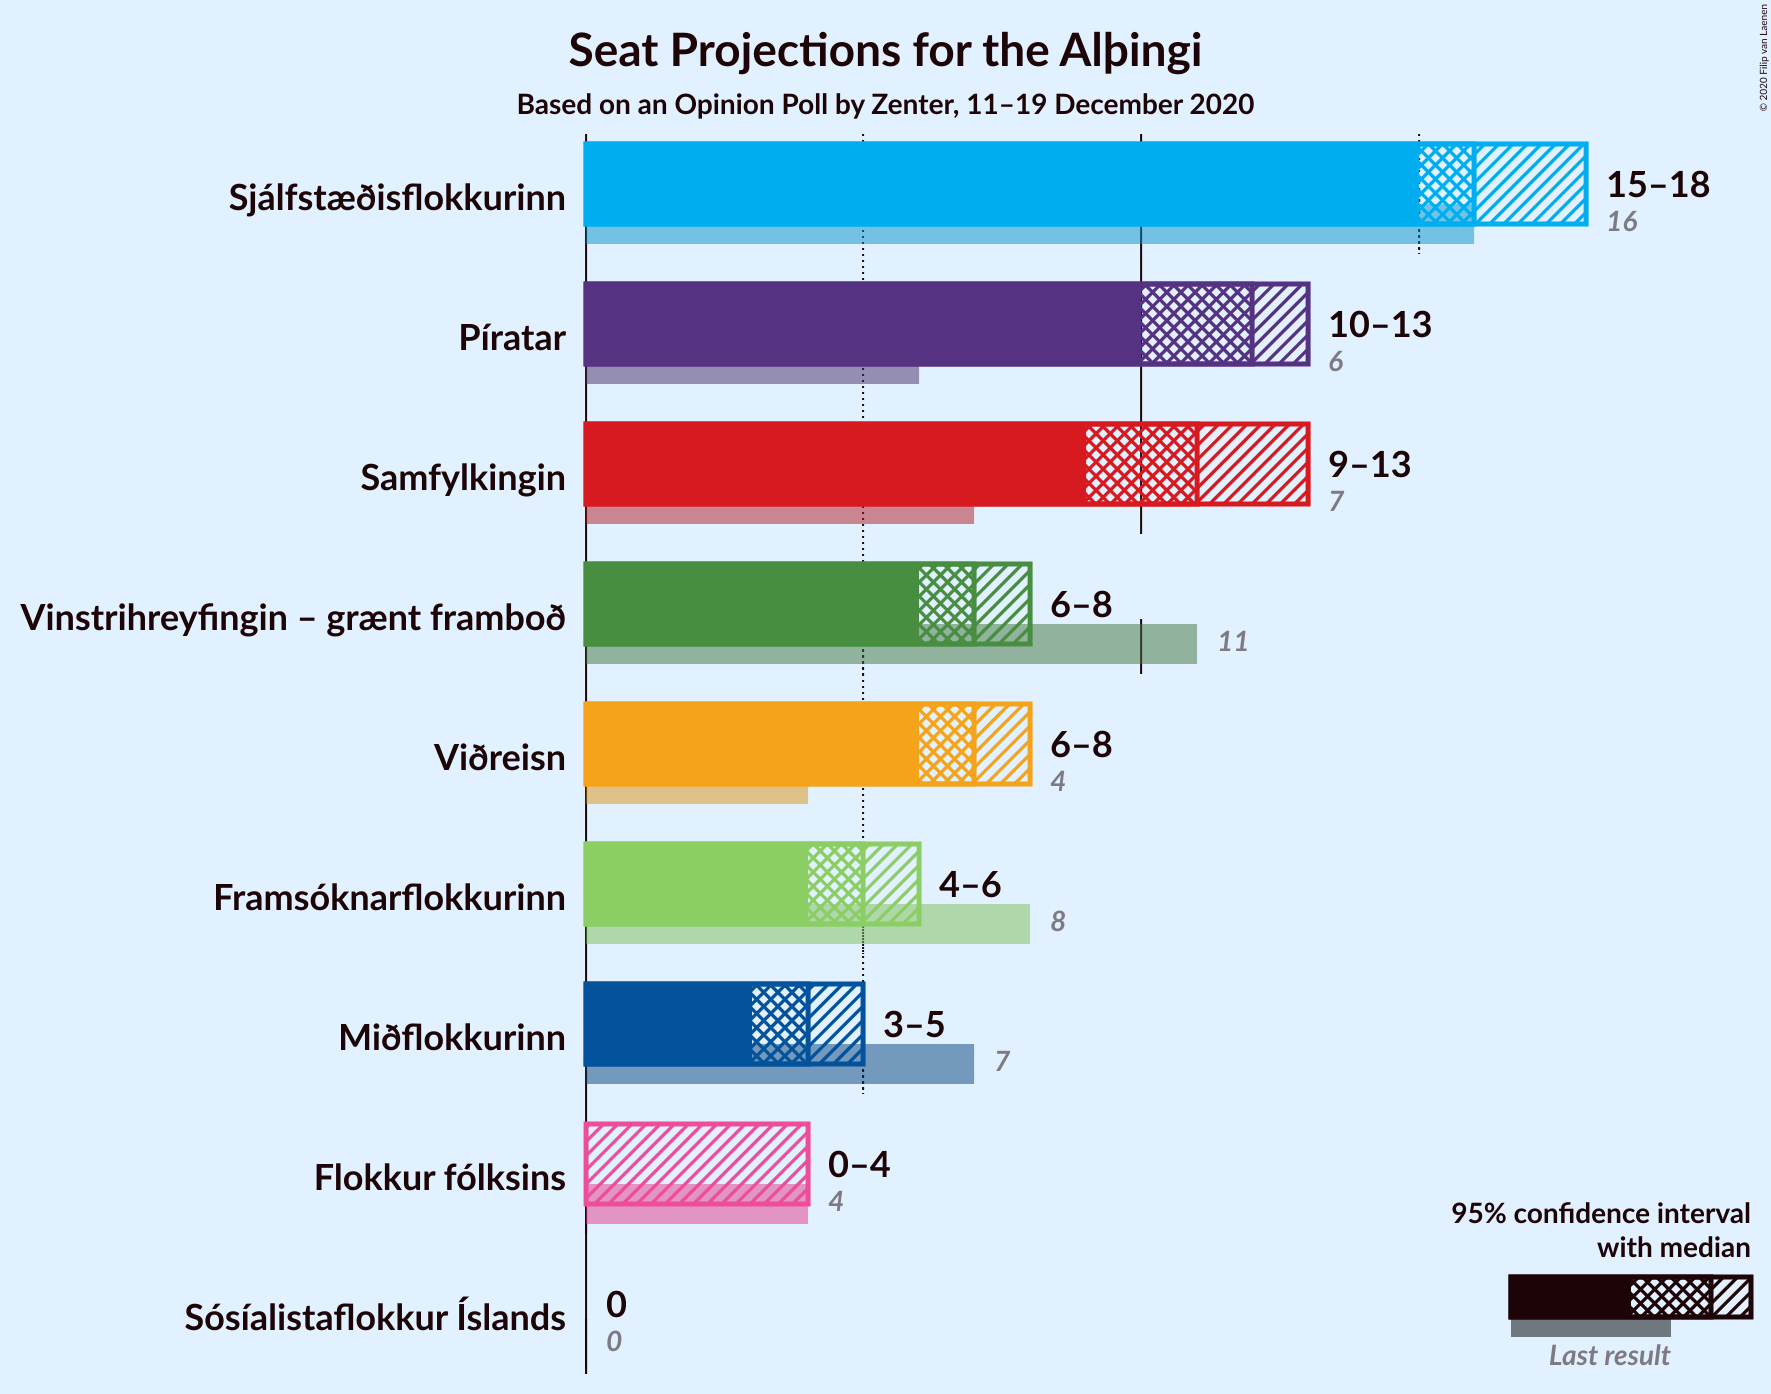 Seat Projections for the Alþingi
Based on an Opinion Poll by Zenter, 11–19 December 2020
© 2020 Filip van Laenen
Sjálfstæðisflokkurinn
15–18
16
Píratar
10–13
6
Samfylkingin
9–13
7
Vinstrihreyfingin – grænt framboð
6–8
11
Viðreisn
6–8
4
Framsóknarflokkurinn
4–6
8
Miðflokkurinn
3–5
7
Flokkur fólksins
0–4
4
Sósíalistaflokkur Íslands
0
0
95% confidence interval
with median
Last result